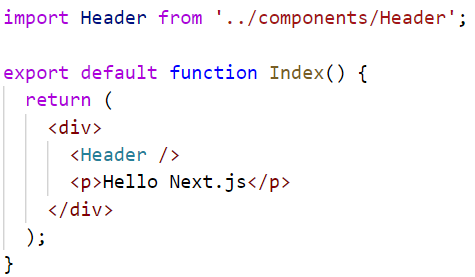 import Header from '../components/Header';

export default function Index() {
  return (
    <div>
      <Header />
      <p>Hello Next.js</p>
    </div>
  );
}